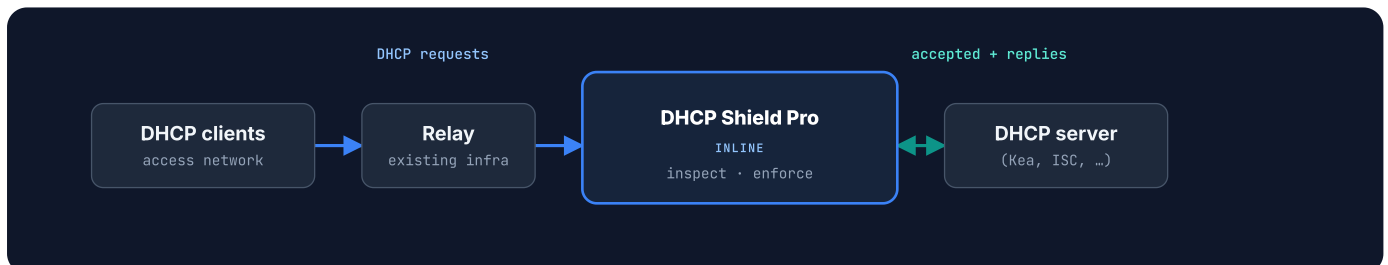 DHCP requests
accepted + replies
DHCP clients
access network
Relay
existing infra
DHCP Shield Pro
INLINE
inspect · enforce
DHCP server
(Kea, ISC, …)